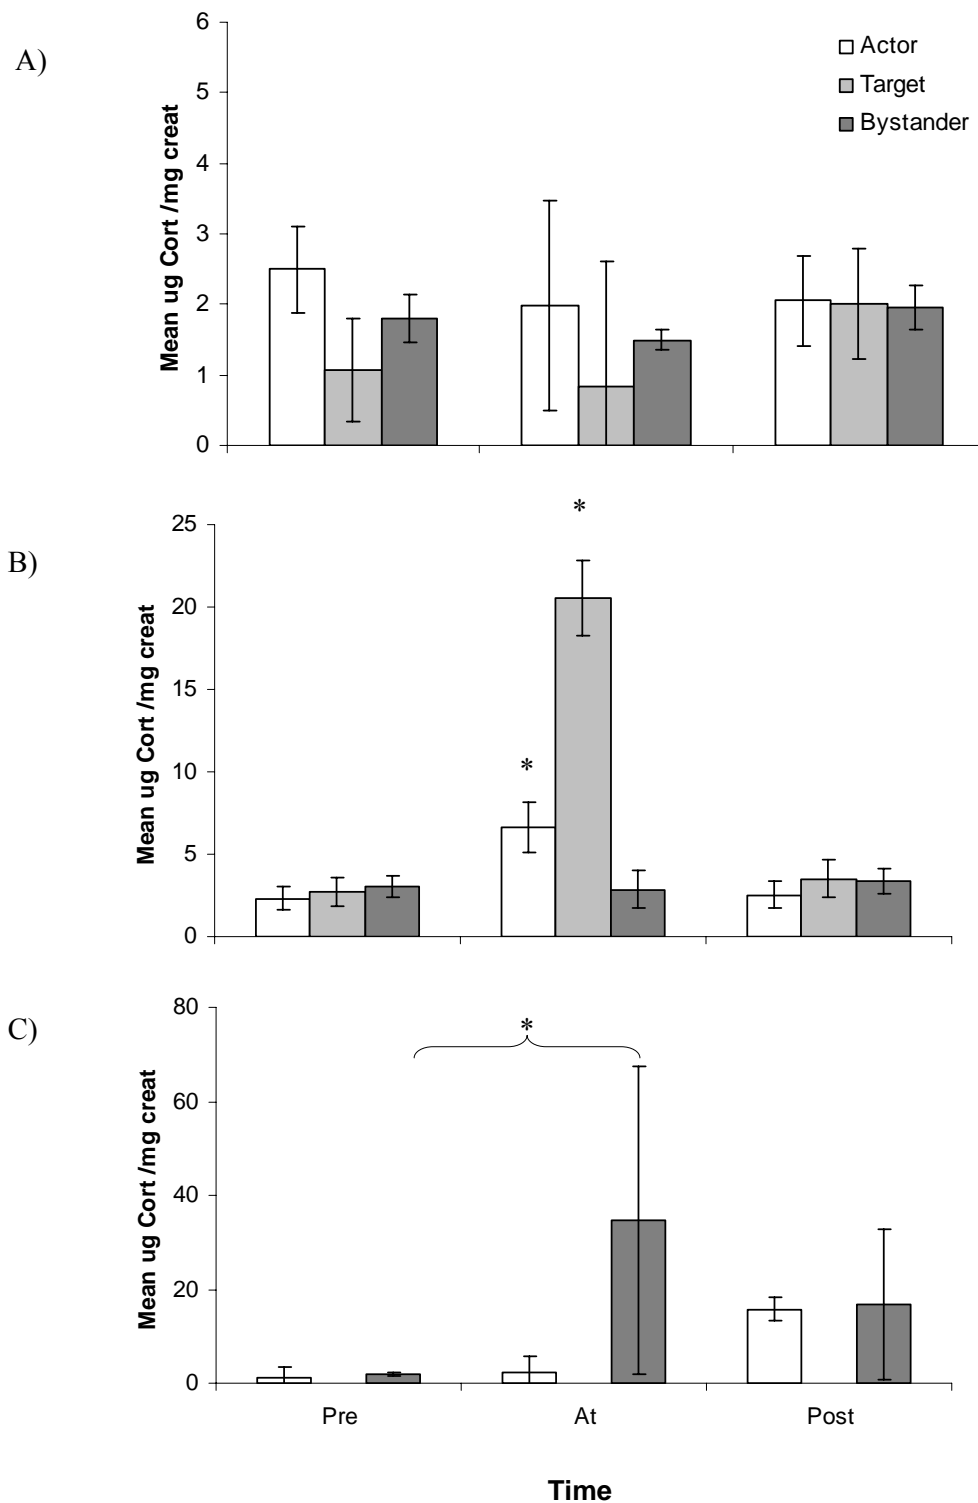 A)
Mean ug Cort /mg creat
6
5
4
3
2
1
0
Actor
Target
Bystander
B)
Mean ug Cort /mg creat
25
20
15
10
5
0
*
*
C)
Mean ug Cort /mg creat
80
60
40
20
0
*
Pre At Post
Time